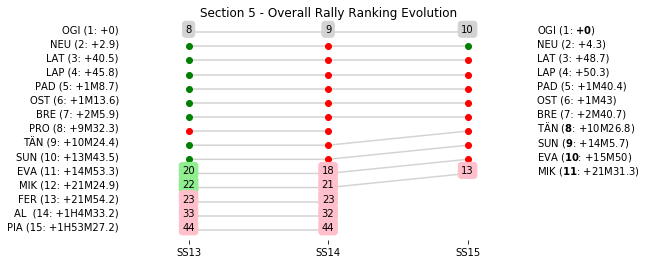 Section 5 - Overall Rally Ranking Evolution
OGI (1: +0) 8 9 10 OGI (1: +0)
NEU (2: +2.9) NEU (2: +4.3)
LAT (3: +40.5) LAT (3: +48.7)
LAP (4: +45.8) LAP (4: +50.3)
PAD (5: +1M8.7) PAD (5: +1M40.4)
OST (6: +1M13.6) OST (6: +1M43)
BRE (7: +2M5.9) BRE (7: +2M40.7)
PRO (8: +9M32.3) TÄN (8: +10M26.8)
TÄN (9: +10M24.4) SUN (9: +14M5.7)
SUN (10: +13M43.5) EVA (10: +15M50)
EVA (11: +14M53.3) 20 18 13 MIK (11: +21M31.3)
MIK (12: +21M24.9) 22 21
FER (13: +21M54.2) 23 23
AL (14: +1H4M33.2) 33 32
PIA (15: +1H53M27.2) 44 44
SS13 SS14 SS15